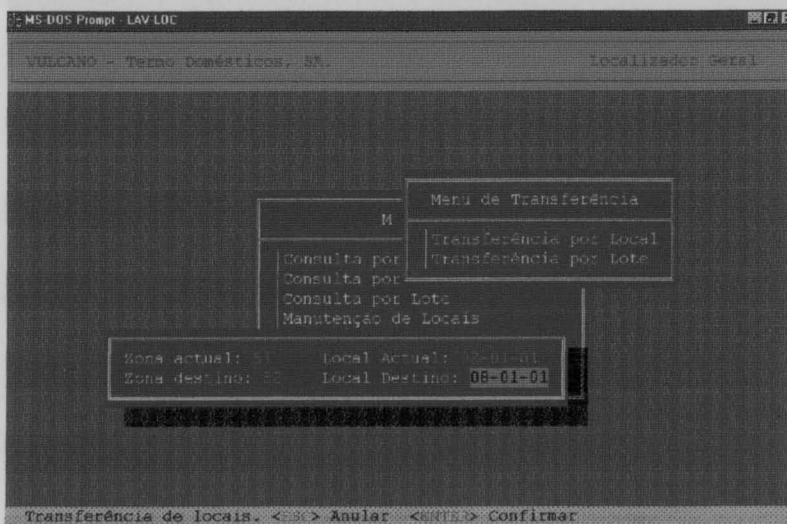 MS-DOS Prompt - LAV-LOC
VULCANO - Termo Domésticos, SA. Localizador Geral
Menu de Transferência
M
Transferência por Local
Transferência por Lote
Consulta por
Consulta por
Consulta por Lote
Manutenção de Locais
Zona actual: Local Actual:
Zona destino: Local Destino: 08-01-01
Transferência de locais. <ESC> Anular <ENTER> Confirmar